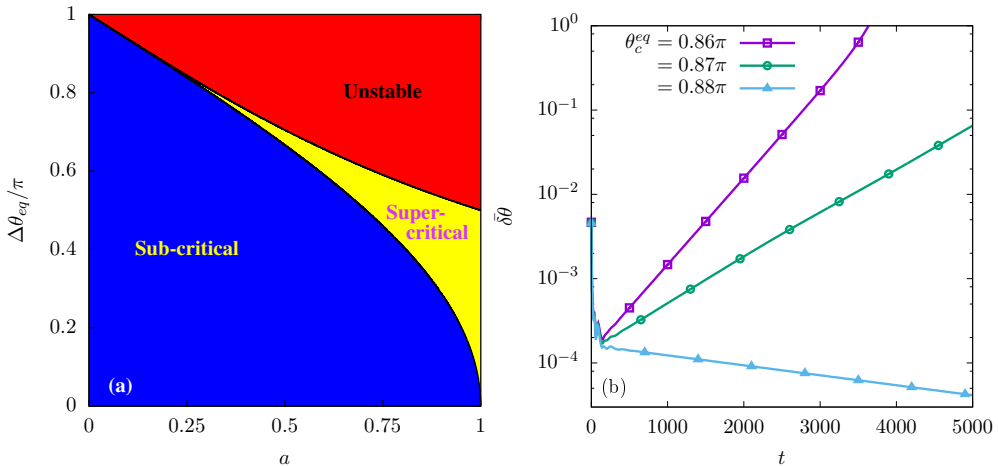 1
0.8
0.6
0.4
0.2
0
Δθ_{eq}/π
Unstable
Super-
critical
Sub-critical
(a)
0
0.25
0.5
0.75
1
a
10^0
10^{-1}
10^{-2}
10^{-3}
10^{-4}
δ̄θ
θ_c^{eq} = 0.86π
= 0.87π
= 0.88π
(b)
0
1000
2000
3000
4000
5000
t